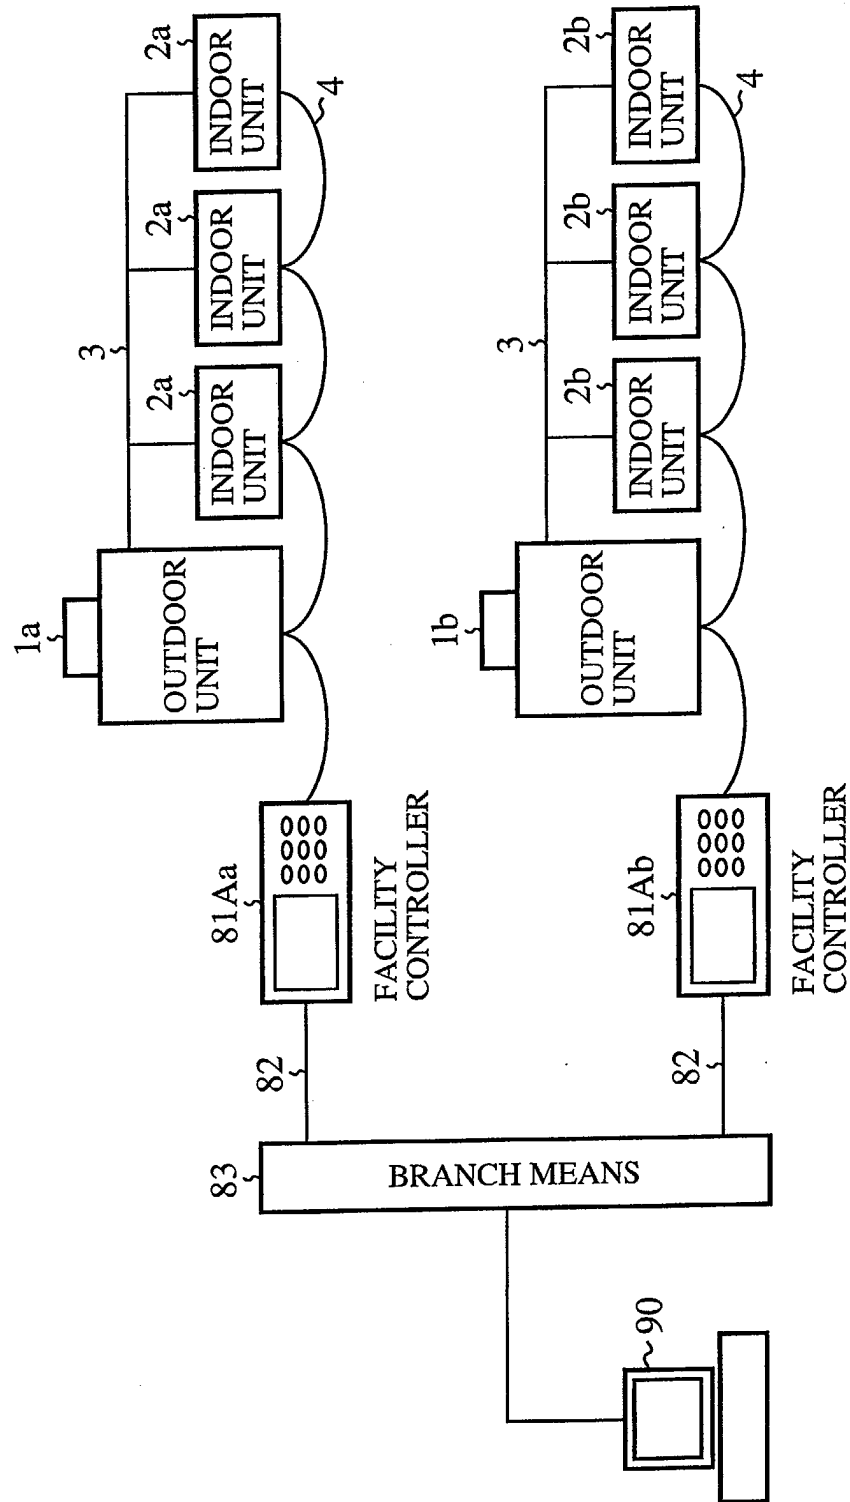 1a
3
2a
2a
2a
OUTDOOR
UNIT
INDOOR
UNIT
INDOOR
UNIT
INDOOR
UNIT
4
81Aa
FACILITY
CONTROLLER
82
83
BRANCH MEANS
90
1b
3
2b
2b
2b
OUTDOOR
UNIT
INDOOR
UNIT
INDOOR
UNIT
INDOOR
UNIT
4
81Ab
FACILITY
CONTROLLER
82